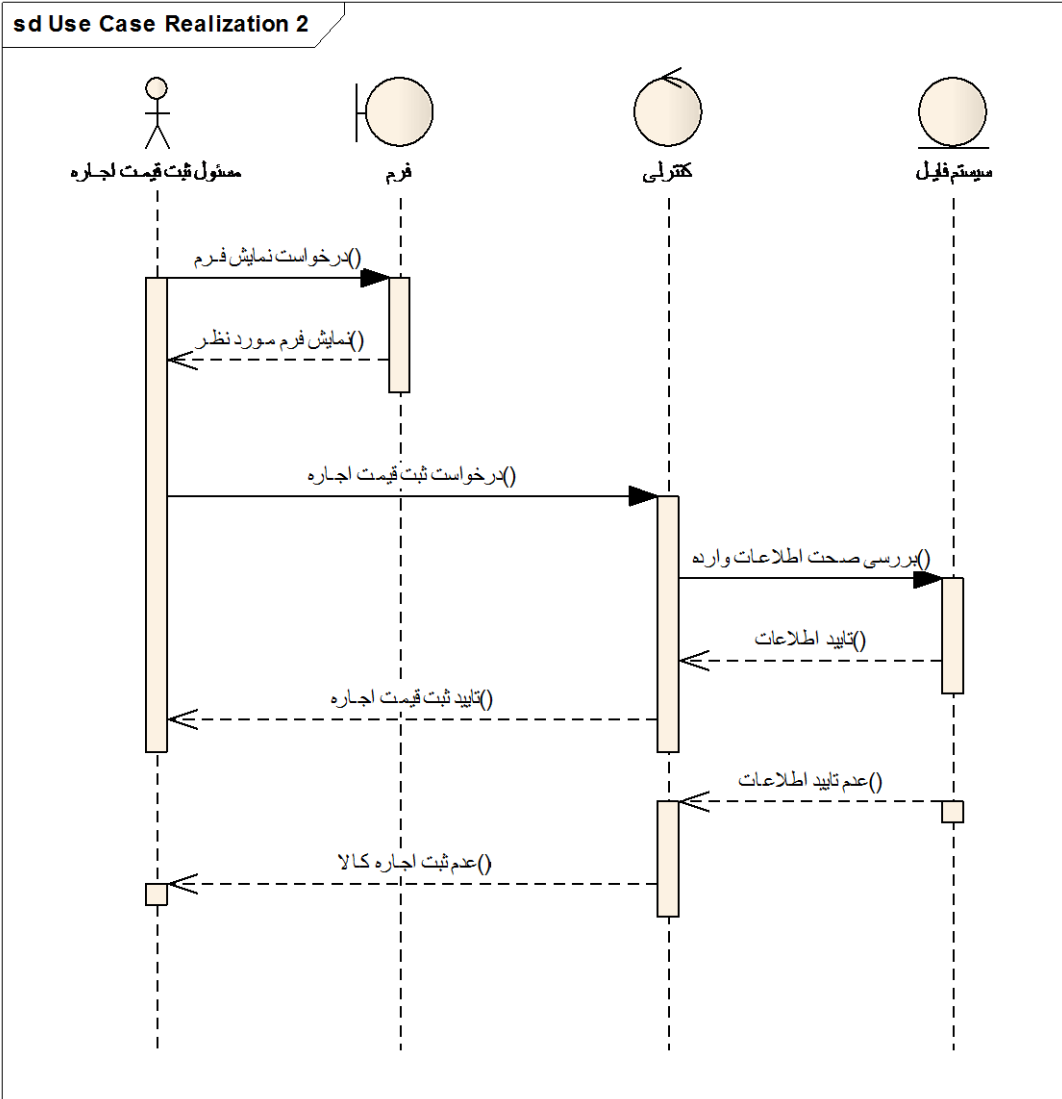 sd Use Case Realization 2
مسئول ثبت قیمت اجاره
فرم
کنترلی
سیستم فایل
درخواست نمایش فرم()
نمایش فرم مورد نظر()
درخواست ثبت قیمت اجاره()
بررسی صحت اطلاعات وارده()
تایید اطلاعات()
تایید ثبت قیمت اجاره()
عدم تایید اطلاعات()
عدم ثبت اجاره کالا()